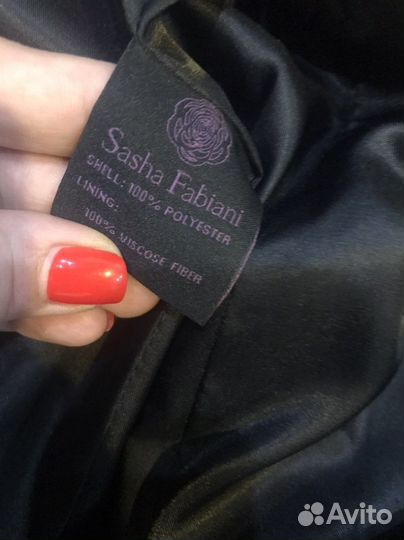 Sasha Fabiani
SHELL: 100% POLYESTER
LINING:
100% VISCOSE FIBER
Avito